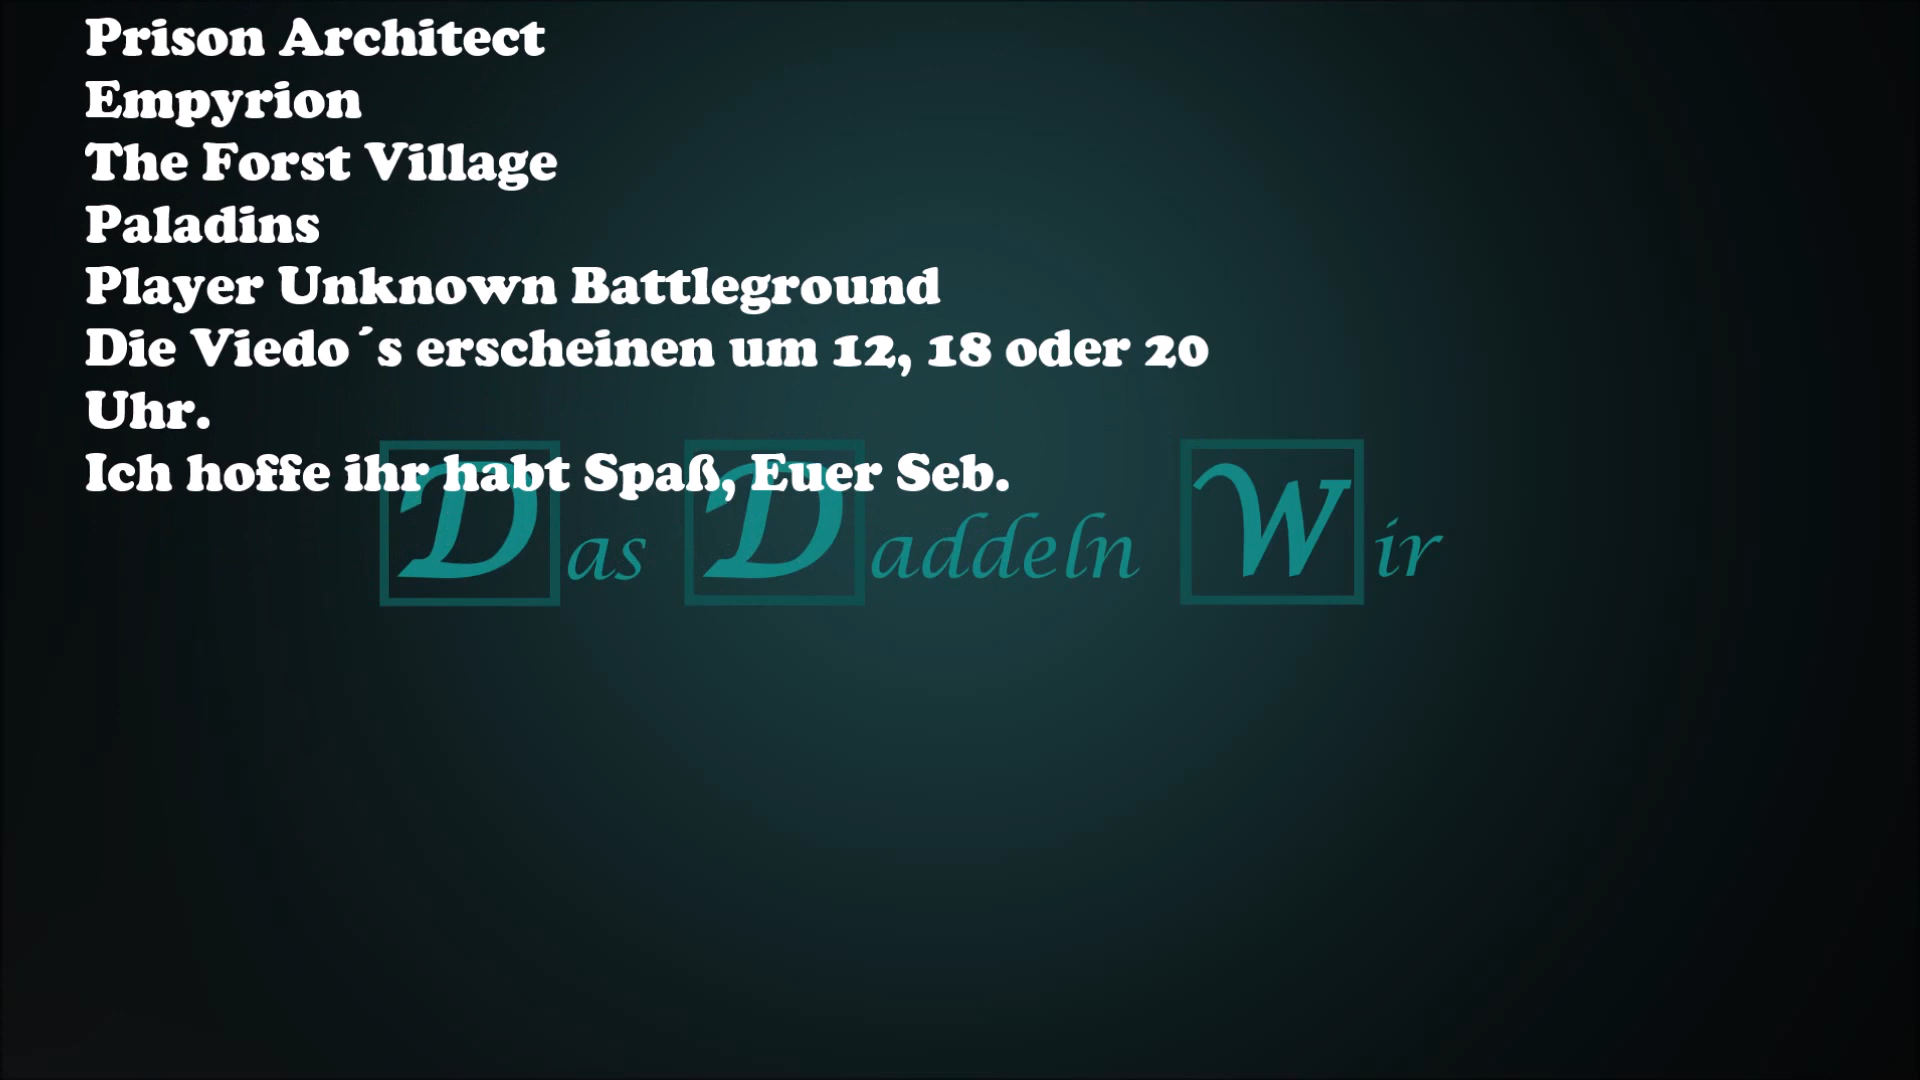 Prison Architect
Empyrion
The Forst Village
Paladins
Player Unknown Battleground
Die Viedo´s erscheinen um 12, 18 oder 20
Uhr.
Ich hoffe ihr habt Spaß, Euer Seb.
Das Daddeln Wir